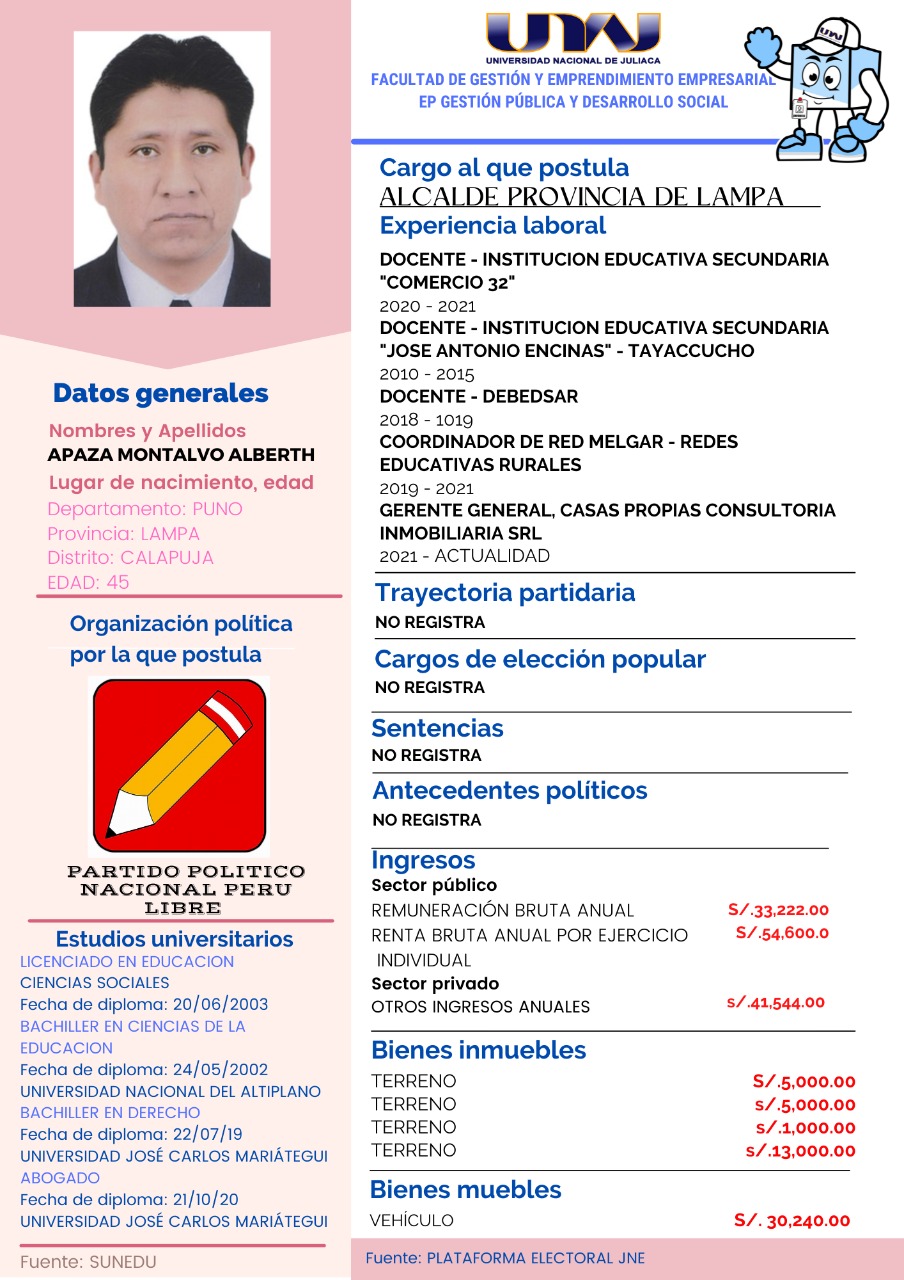 Datos generales
Nombres y Apellidos
APAZA MONTALVO ALBERTH
Lugar de nacimiento, edad
Departamento: PUNO
Provincia: LAMPA
Distrito: CALAPUJA
EDAD: 45
Organización política
por la que postula
PARTIDO POLITICO
NACIONAL PERU
LIBRE
Estudios universitarios
LICENCIADO EN EDUCACION
CIENCIAS SOCIALES
Fecha de diploma: 20/06/2003
BACHILLER EN CIENCIAS DE LA
EDUCACION
Fecha de diploma: 24/05/2002
UNIVERSIDAD NACIONAL DEL ALTIPLANO
BACHILLER EN DERECHO
Fecha de diploma: 22/07/19
UNIVERSIDAD JOSÉ CARLOS MARIÁTEGUI
ABOGADO
Fecha de diploma: 21/10/20
UNIVERSIDAD JOSÉ CARLOS MARIÁTEGUI
Fuente: SUNEDU
UNAJ
UNIVERSIDAD NACIONAL DE JULIACA
FACULTAD DE GESTIÓN Y EMPRENDIMIENTO EMPRESARIAL
EP GESTIÓN PÚBLICA Y DESARROLLO SOCIAL
UNAJ
Cargo al que postula
ALCALDE PROVINCIA DE LAMPA
Experiencia laboral
DOCENTE - INSTITUCION EDUCATIVA SECUNDARIA
"COMERCIO 32"
2020 - 2021
DOCENTE - INSTITUCION EDUCATIVA SECUNDARIA
"JOSE ANTONIO ENCINAS" - TAYACCUCHO
2010 - 2015
DOCENTE - DEBEDSAR
2018 - 1019
COORDINADOR DE RED MELGAR - REDES
EDUCATIVAS RURALES
2019 - 2021
GERENTE GENERAL, CASAS PROPIAS CONSULTORIA
INMOBILIARIA SRL
2021 - ACTUALIDAD
Trayectoria partidaria
NO REGISTRA
Cargos de elección popular
NO REGISTRA
Sentencias
NO REGISTRA
Antecedentes políticos
NO REGISTRA
Ingresos
Sector público
REMUNERACIÓN BRUTA ANUAL S/.33,222.00
RENTA BRUTA ANUAL POR EJERCICIO S/.54,600.0
INDIVIDUAL
Sector privado
OTROS INGRESOS ANUALES s/.41,544.00
Bienes inmuebles
TERRENO S/.5,000.00
TERRENO s/.5,000.00
TERRENO s/.1,000.00
TERRENO s/.13,000.00
Bienes muebles
VEHÍCULO S/. 30,240.00
Fuente: PLATAFORMA ELECTORAL JNE